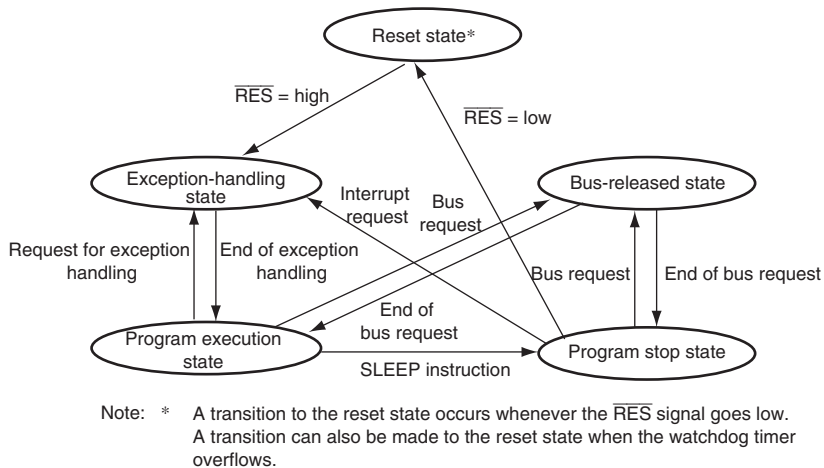 Reset state*
R̅E̅S̅ = high
R̅E̅S̅ = low
Exception-handling
state
Interrupt
request
Bus
request
Bus-released state
Request for exception
handling
End of exception
handling
Bus request
End of bus request
End of
bus request
Program execution
state
SLEEP instruction
Program stop state
Note: * A transition to the reset state occurs whenever the R̅E̅S̅ signal goes low.
A transition can also be made to the reset state when the watchdog timer
overflows.